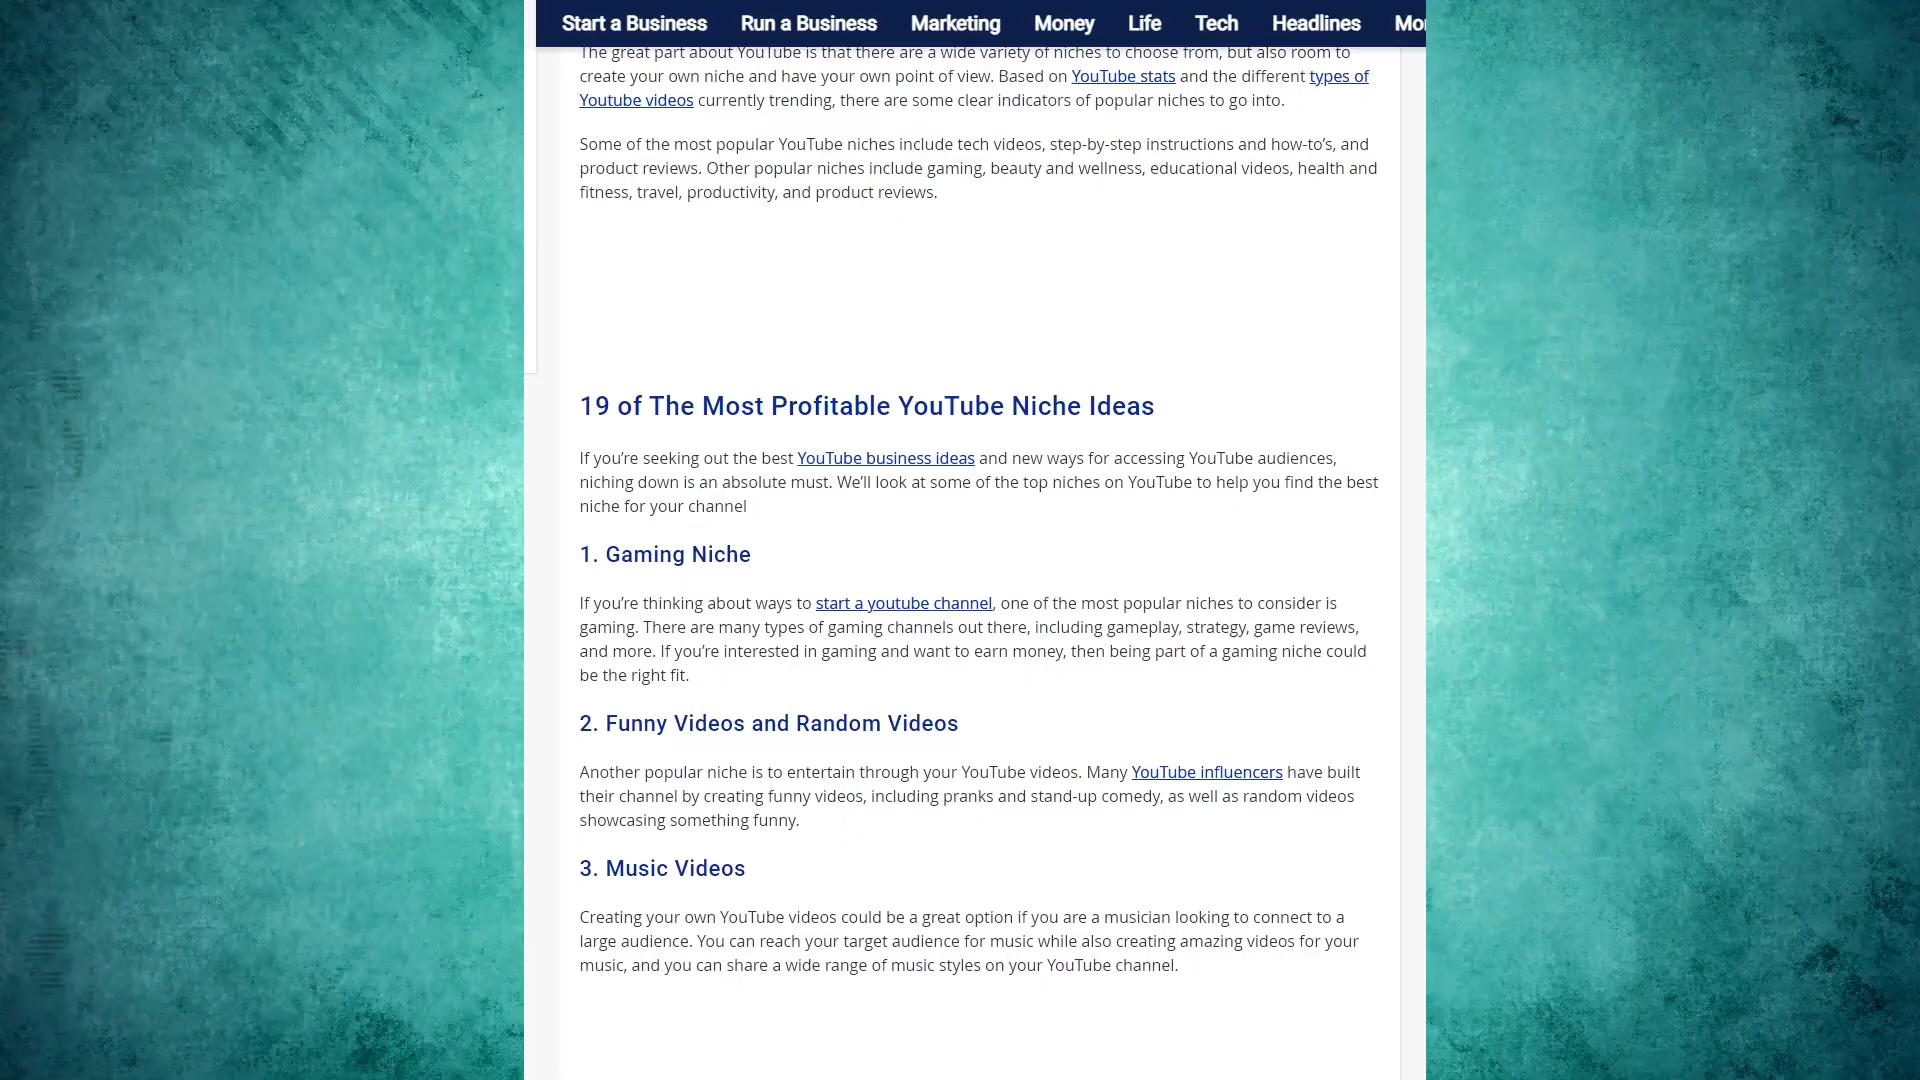 Start a Business Run a Business Marketing Money Life Tech Headlines
The great part about YouTube is that there are a wide variety of niches to choose from, but also room to
create your own niche and have your own point of view. Based on YouTube stats and the different types of
Youtube videos currently trending, there are some clear indicators of popular niches to go into.
Some of the most popular YouTube niches include tech videos, step-by-step instructions and how-to’s, and
product reviews. Other popular niches include gaming, beauty and wellness, educational videos, health and
fitness, travel, productivity, and product reviews.
19 of The Most Profitable YouTube Niche Ideas
If you’re seeking out the best YouTube business ideas and new ways for accessing YouTube audiences,
niching down is an absolute must. We’ll look at some of the top niches on YouTube to help you find the best
niche for your channel
1. Gaming Niche
If you’re thinking about ways to start a youtube channel, one of the most popular niches to consider is
gaming. There are many types of gaming channels out there, including gameplay, strategy, game reviews,
and more. If you’re interested in gaming and want to earn money, then being part of a gaming niche could
be the right fit.
2. Funny Videos and Random Videos
Another popular niche is to entertain through your YouTube videos. Many YouTube influencers have built
their channel by creating funny videos, including pranks and stand-up comedy, as well as random videos
showcasing something funny.
3. Music Videos
Creating your own YouTube videos could be a great option if you are a musician looking to connect to a
large audience. You can reach your target audience for music while also creating amazing videos for your
music, and you can share a wide range of music styles on your YouTube channel.